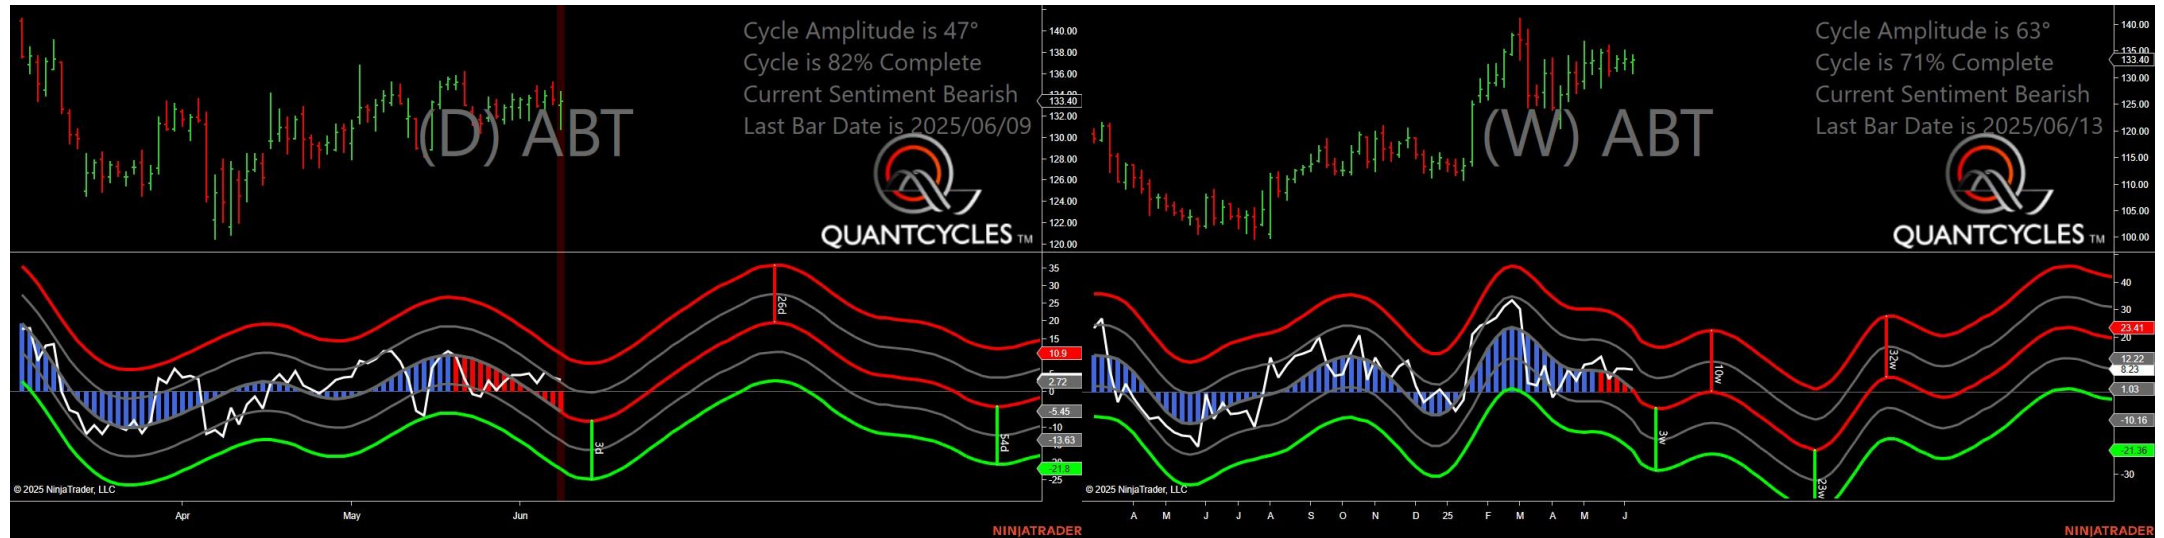 Cycle Amplitude is 47°
Cycle is 82% Complete
Current Sentiment Bearish
Last Bar Date is 2025/06/09
(D) ABT
QUANTCYCLES TM
140.00
138.00
136.00
134.00
133.40
132.00
130.00
128.00
126.00
124.00
122.00
120.00
35
30
25
20
15
10.9
5
2.72
0
-5.45
-10
-13.63
-21.8
-25
26d
3d
54d
© 2025 NinjaTrader, LLC
Apr May Jun
NINJATRADER
Cycle Amplitude is 63°
Cycle is 71% Complete
Current Sentiment Bearish
Last Bar Date is 2025/06/13
(W) ABT
QUANTCYCLES TM
140.00
135.00
133.40
130.00
125.00
120.00
115.00
110.00
105.00
100.00
40
30
23.41
20
12.22
8.23
1.03
-10.16
-21.36
-30
10w
32w
3w
23w
© 2025 NinjaTrader, LLC
A M J J A S O N D 25 F M A M J
NINJATRADER